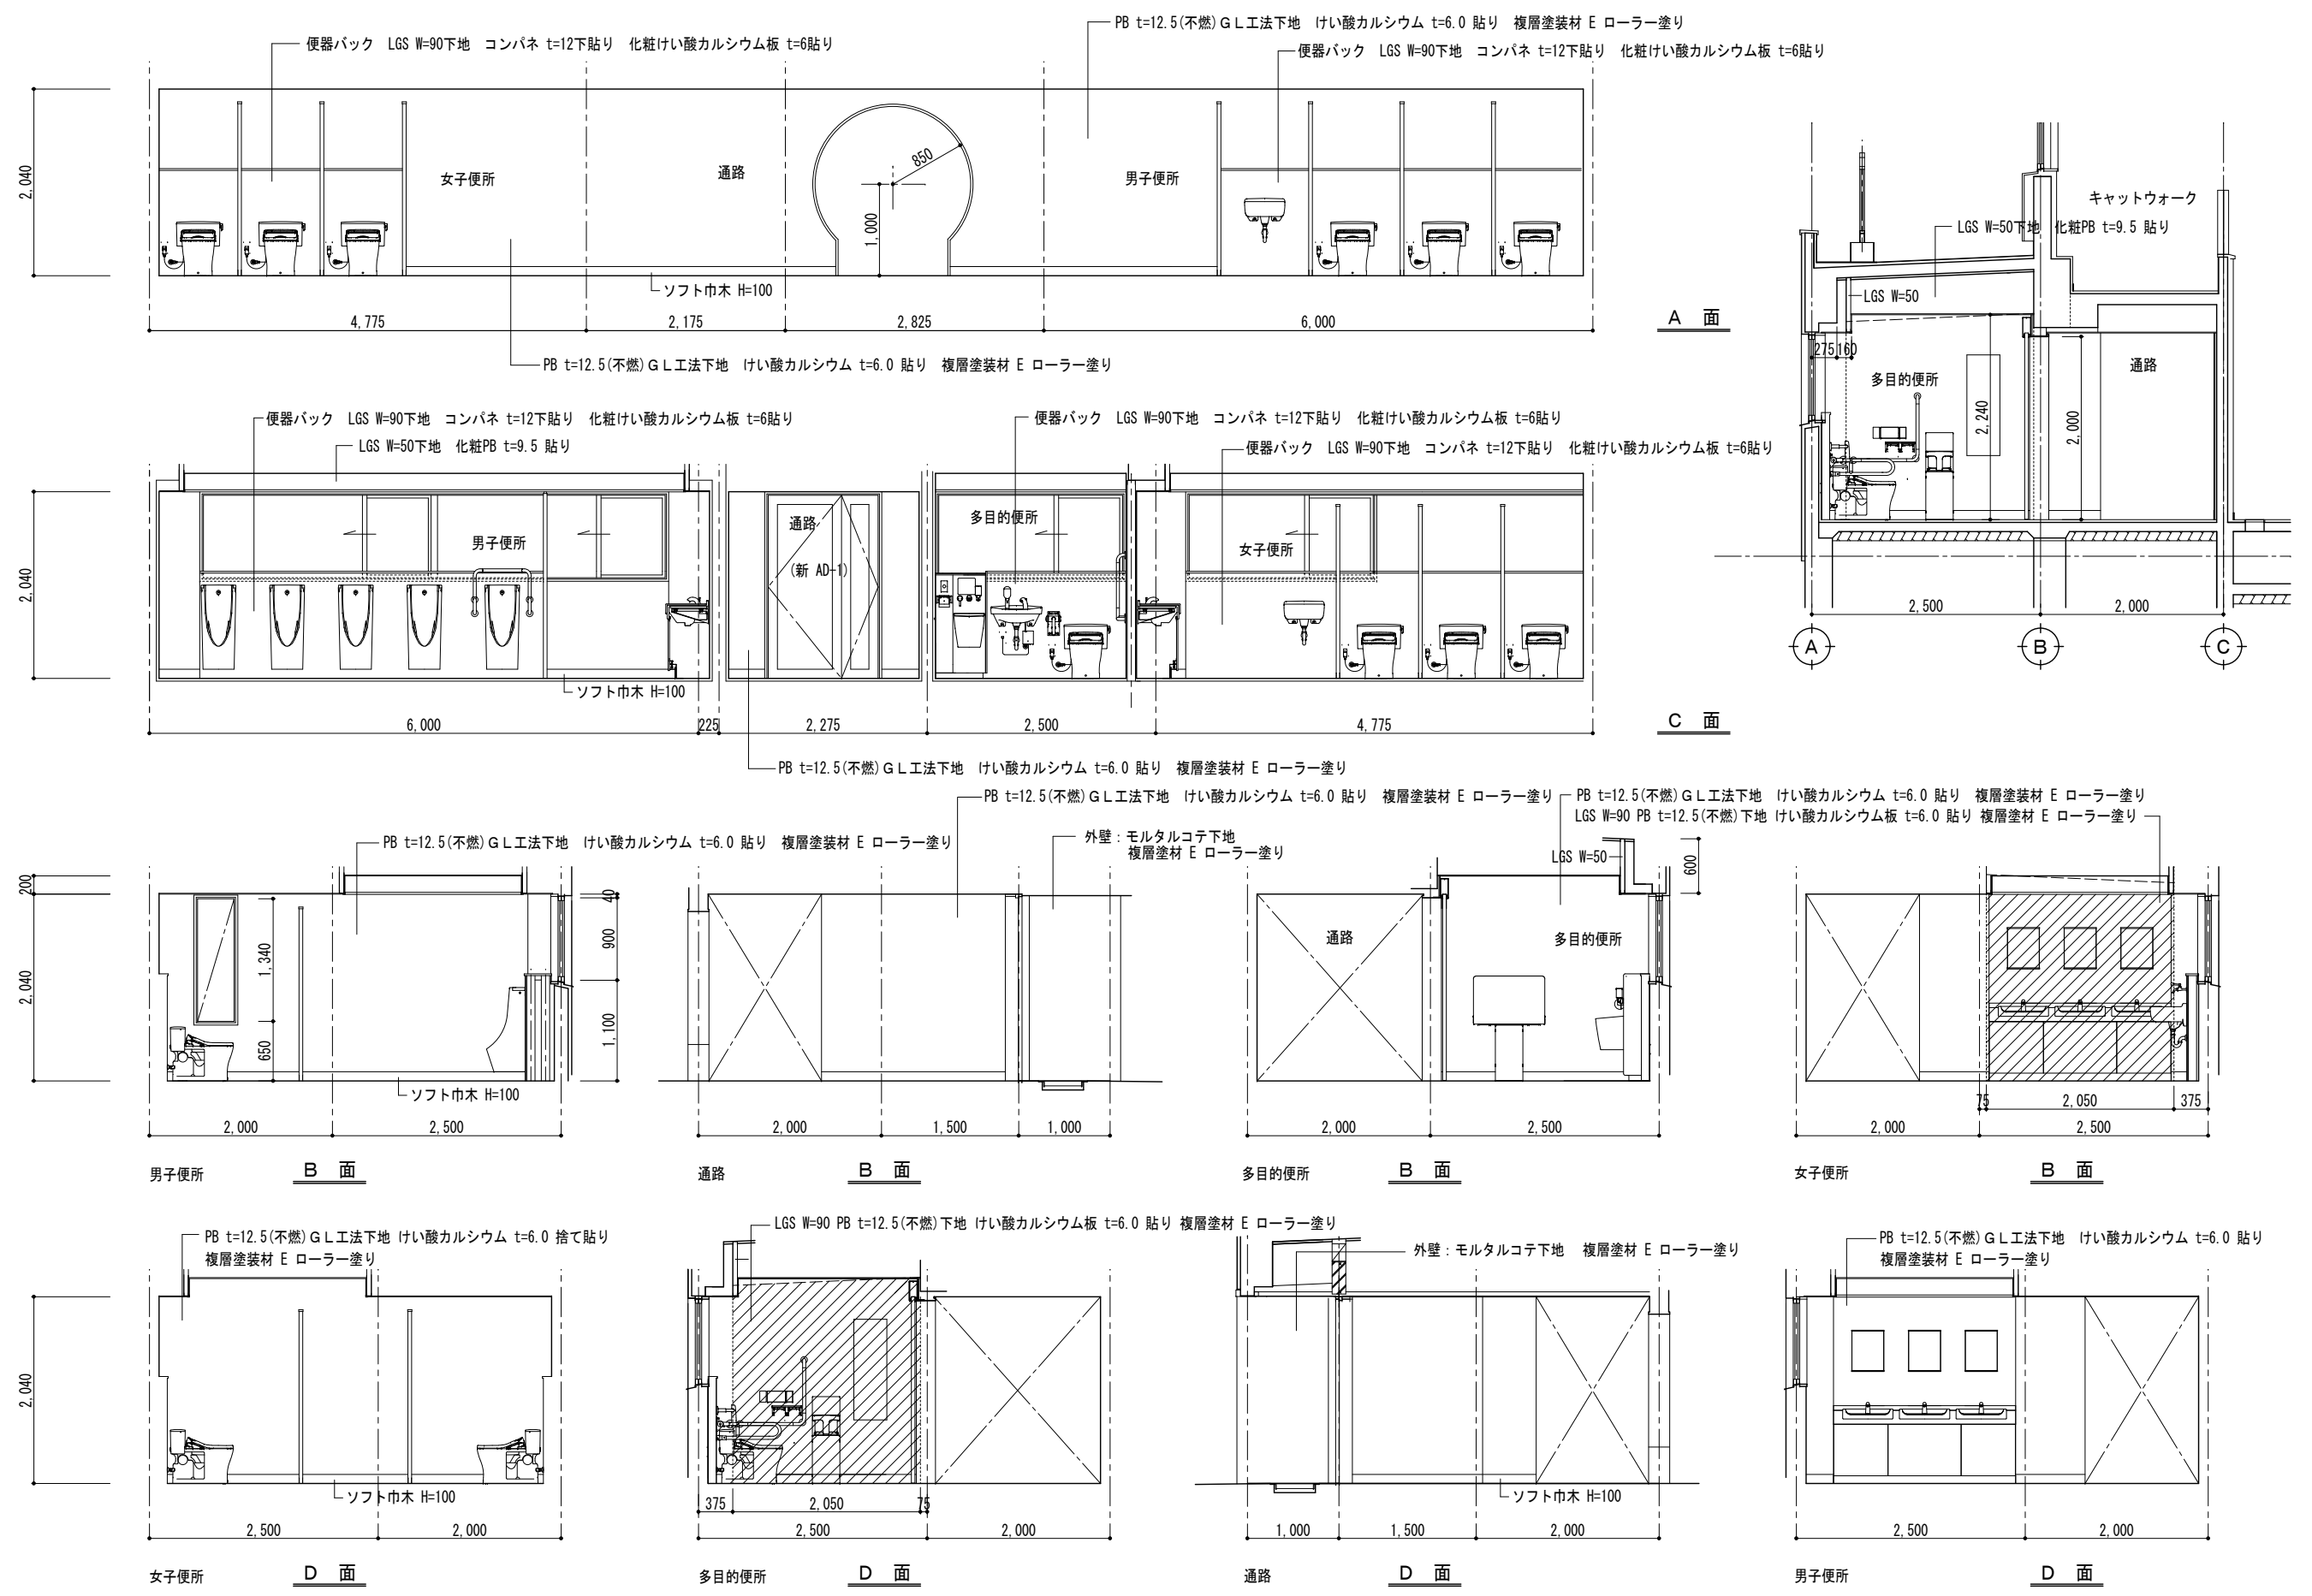 PB t=12.5(不燃)ＧＬ工法下地　けい酸カルシウム t=6.0 貼り　複層塗装材 E ローラー塗り
便器バック　LGS W=90下地　コンパネ t=12下貼り　化粧けい酸カルシウム板 t=6貼り
便器バック　LGS W=90下地　コンパネ t=12下貼り　化粧けい酸カルシウム板 t=6貼り
2,040
女子便所
通路
850
1,000
男子便所
ソフト巾木 H=100
4,775
2,175
2,825
6,000
A 面
PB t=12.5(不燃)ＧＬ工法下地　けい酸カルシウム t=6.0 貼り　複層塗装材 E ローラー塗り
キャットウォーク
LGS W=50下地　化粧PB t=9.5 貼り
LGS W=50
275
160
多目的便所
2,240
2,000
通路
2,500
2,000
A
B
C
便器バック　LGS W=90下地　コンパネ t=12下貼り　化粧けい酸カルシウム板 t=6貼り
LGS W=50下地　化粧PB t=9.5 貼り
便器バック　LGS W=90下地　コンパネ t=12下貼り　化粧けい酸カルシウム板 t=6貼り
便器バック　LGS W=90下地　コンパネ t=12下貼り　化粧けい酸カルシウム板 t=6貼り
2,040
男子便所
通路
(新 AD-1)
多目的便所
女子便所
ソフト巾木 H=100
6,000
225
2,275
2,500
4,775
C 面
PB t=12.5(不燃)ＧＬ工法下地　けい酸カルシウム t=6.0 貼り　複層塗装材 E ローラー塗り
PB t=12.5(不燃)ＧＬ工法下地　けい酸カルシウム t=6.0 貼り　複層塗装材 E ローラー塗り
PB t=12.5(不燃)ＧＬ工法下地　けい酸カルシウム t=6.0 貼り　複層塗装材 E ローラー塗り
LGS W=90 PB t=12.5(不燃)下地 けい酸カルシウム板 t=6.0 貼り 複層塗装材 E ローラー塗り
PB t=12.5(不燃)ＧＬ工法下地　けい酸カルシウム t=6.0 貼り　複層塗装材 E ローラー塗り
外壁：モルタルコテ下地
複層塗装材 E ローラー塗り
LGS W=50
600
200
2,040
1,340
650
40
900
1,100
ソフト巾木 H=100
通路
多目的便所
75
2,050
375
2,000
2,500
2,000
1,500
1,000
2,000
2,500
2,000
2,500
男子便所
B 面
通路
B 面
多目的便所
B 面
女子便所
B 面
PB t=12.5(不燃)ＧＬ工法下地 けい酸カルシウム t=6.0 捨て貼り
複層塗装材 E ローラー塗り
LGS W=90 PB t=12.5(不燃)下地 けい酸カルシウム板 t=6.0 貼り 複層塗装材 E ローラー塗り
外壁：モルタルコテ下地　複層塗装材 E ローラー塗り
PB t=12.5(不燃)ＧＬ工法下地　けい酸カルシウム t=6.0 貼り
複層塗装材 E ローラー塗り
2,040
ソフト巾木 H=100
375
2,050
75
ソフト巾木 H=100
2,500
2,000
2,500
2,000
1,000
1,500
2,000
2,500
2,000
女子便所
D 面
多目的便所
D 面
通路
D 面
男子便所
D 面